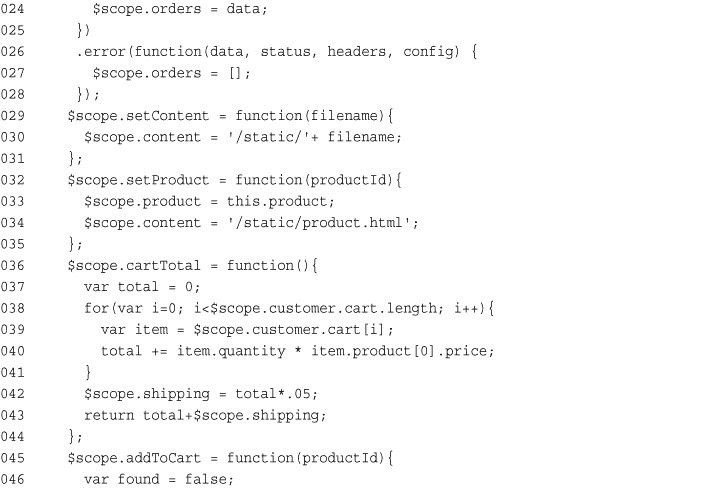 024        $scope.orders = data;
025      })
026      .error(function(data, status, headers, config) {
027        $scope.orders = [];
028      });
029     $scope.setContent = function(filename){
030       $scope.content = '/static/'+ filename;
031     };
032     $scope.setProduct = function(productId){
033       $scope.product = this.product;
034       $scope.content = '/static/product.html';
035     };
036     $scope.cartTotal = function(){
037       var total = 0;
038       for(var i=0; i<$scope.customer.cart.length; i++){
039         var item = $scope.customer.cart[i];
040         total += item.quantity * item.product[0].price;
041       }
042       $scope.shipping = total*.05;
043       return total+$scope.shipping;
044     };
045     $scope.addToCart = function(productId){
046       var found = false;